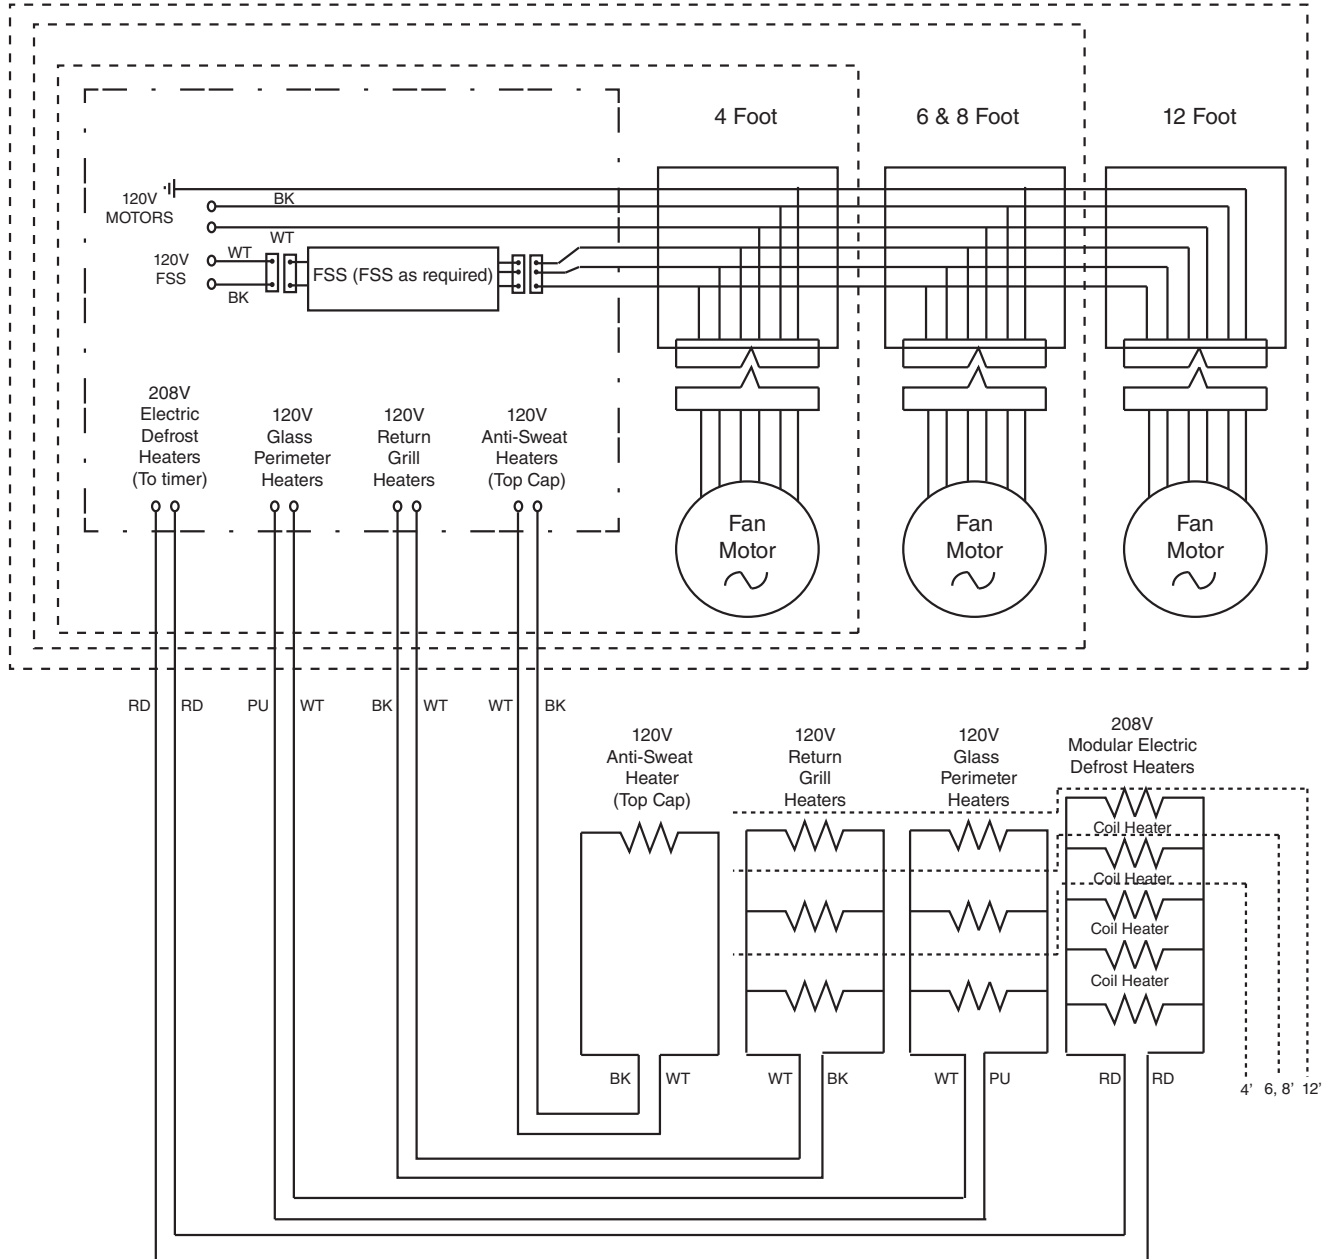 4 Foot
6 & 8 Foot
12 Foot
120V
MOTORS
BK
WT
120V
FSS
WT
BK
FSS (FSS as required)
208V
Electric
Defrost
Heaters
(To timer)
120V
Glass
Perimeter
Heaters
120V
Return
Grill
Heaters
120V
Anti-Sweat
Heaters
(Top Cap)
Fan
Motor
Fan
Motor
Fan
Motor
RD
RD
PU
WT
BK
WT
WT
BK
120V
Anti-Sweat
Heater
(Top Cap)
120V
Return
Grill
Heaters
120V
Glass
Perimeter
Heaters
208V
Modular Electric
Defrost Heaters
Coil Heater
Coil Heater
Coil Heater
Coil Heater
BK
WT
WT
BK
WT
PU
RD
RD
4’
6, 8’
12’